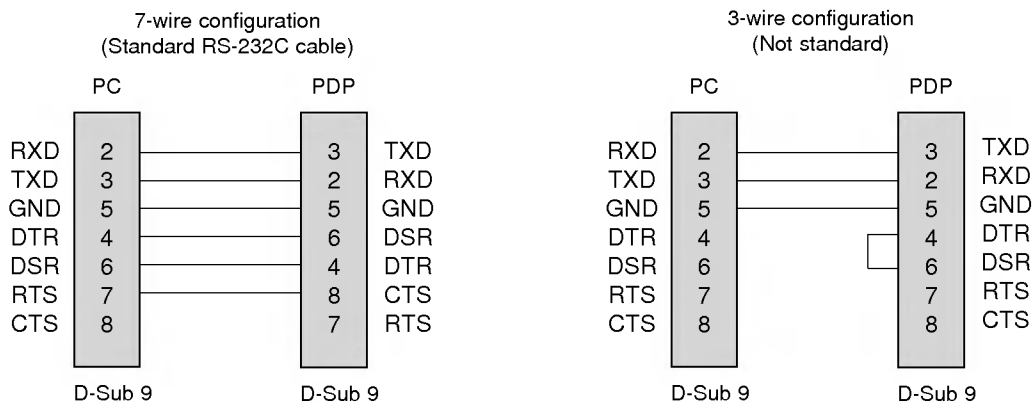 7-wire configuration
(Standard RS-232C cable)
PC PDP
RXD 2 3 TXD
TXD 3 2 RXD
GND 5 5 GND
DTR 4 6 DSR
DSR 6 4 DTR
RTS 7 8 CTS
CTS 8 7 RTS
D-Sub 9 D-Sub 9
3-wire configuration
(Not standard)
PC PDP
RXD 2 3 TXD
TXD 3 2 RXD
GND 5 5 GND
DTR 4 4 DTR
DSR 6 6 DSR
RTS 7 7 RTS
CTS 8 8 CTS
D-Sub 9 D-Sub 9